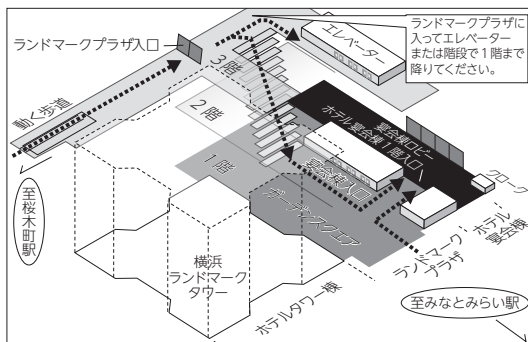 ランドマークプラザに
入ってエレベーター
または階段で1階まで
降りてください。
ランドマークプラザ入口
エレベーター
3階
2階
1階
動く歩道
至桜木町駅
宴会棟ロビー
ホテル宴会棟1階入口
宴会棟入口
クローク
ガーデンスクエア
横浜
ランドマーク
タワー
ホテルタワー棟
ランドマーク
プラザ
ホテル
宴会棟
至みなとみらい駅